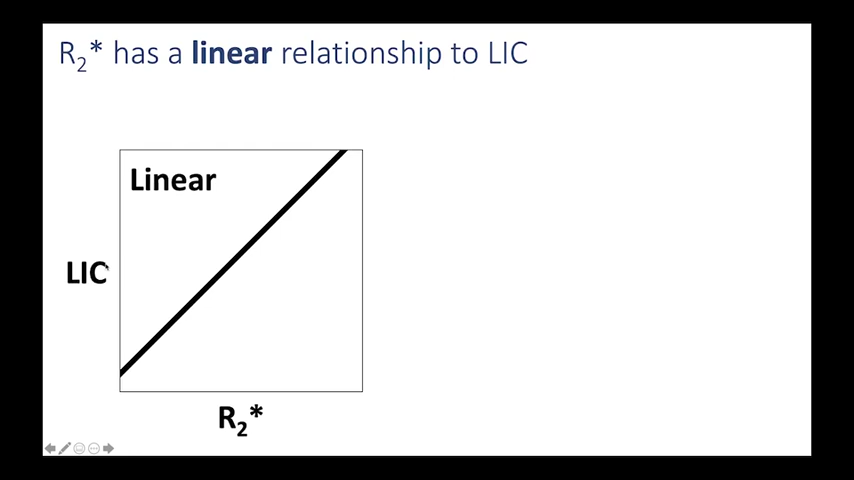 R₂* has a linear relationship to LIC
Linear
LIC
R₂*